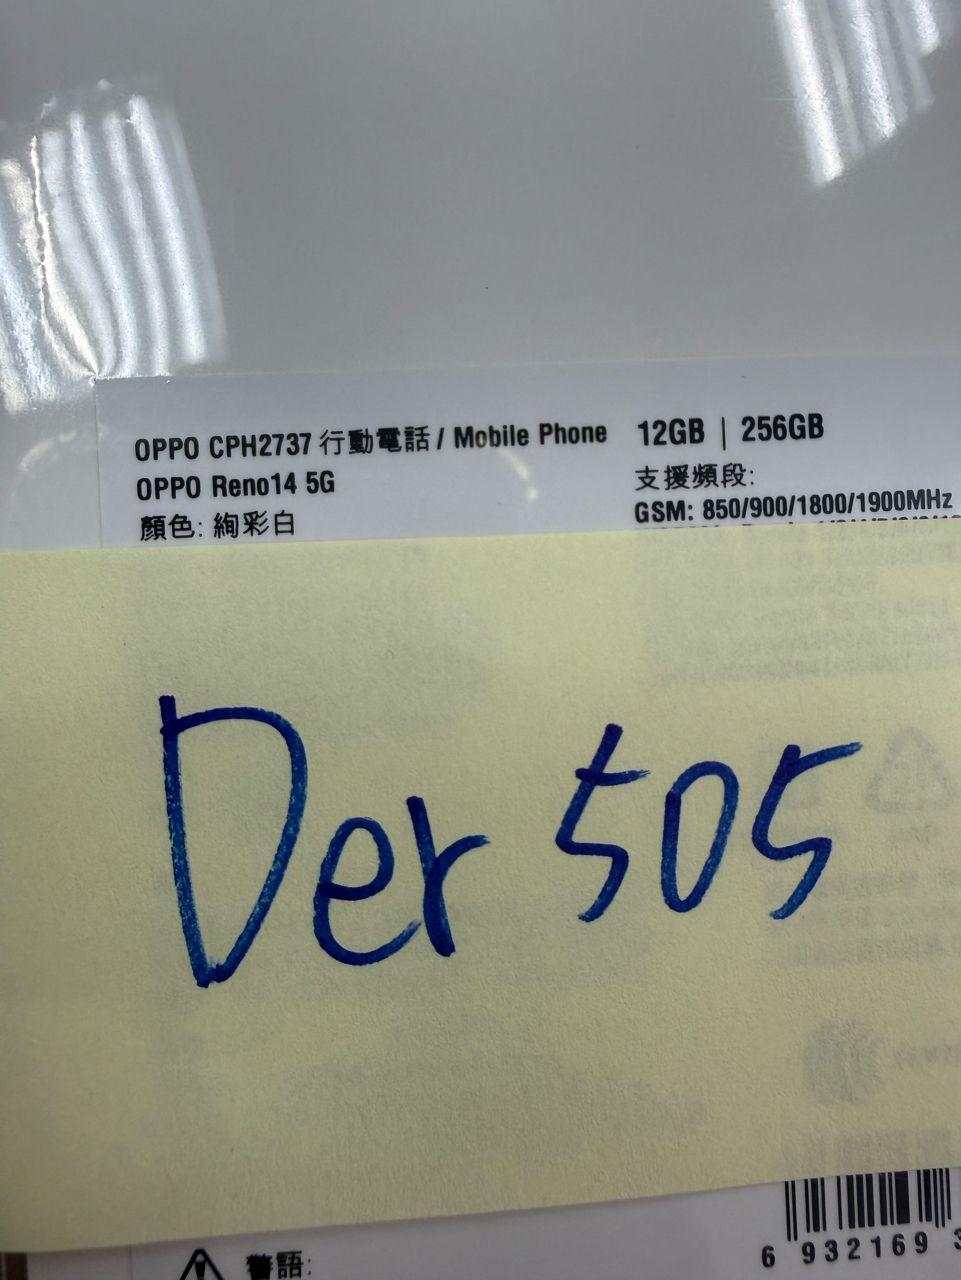 OPPO CPH2737 行動電話 / Mobile Phone
OPPO Reno14 5G
顏色: 絢彩白
12GB | 256GB
支援頻段:
GSM: 850/900/1800/1900MHz
Der 505
6 932169
警語: